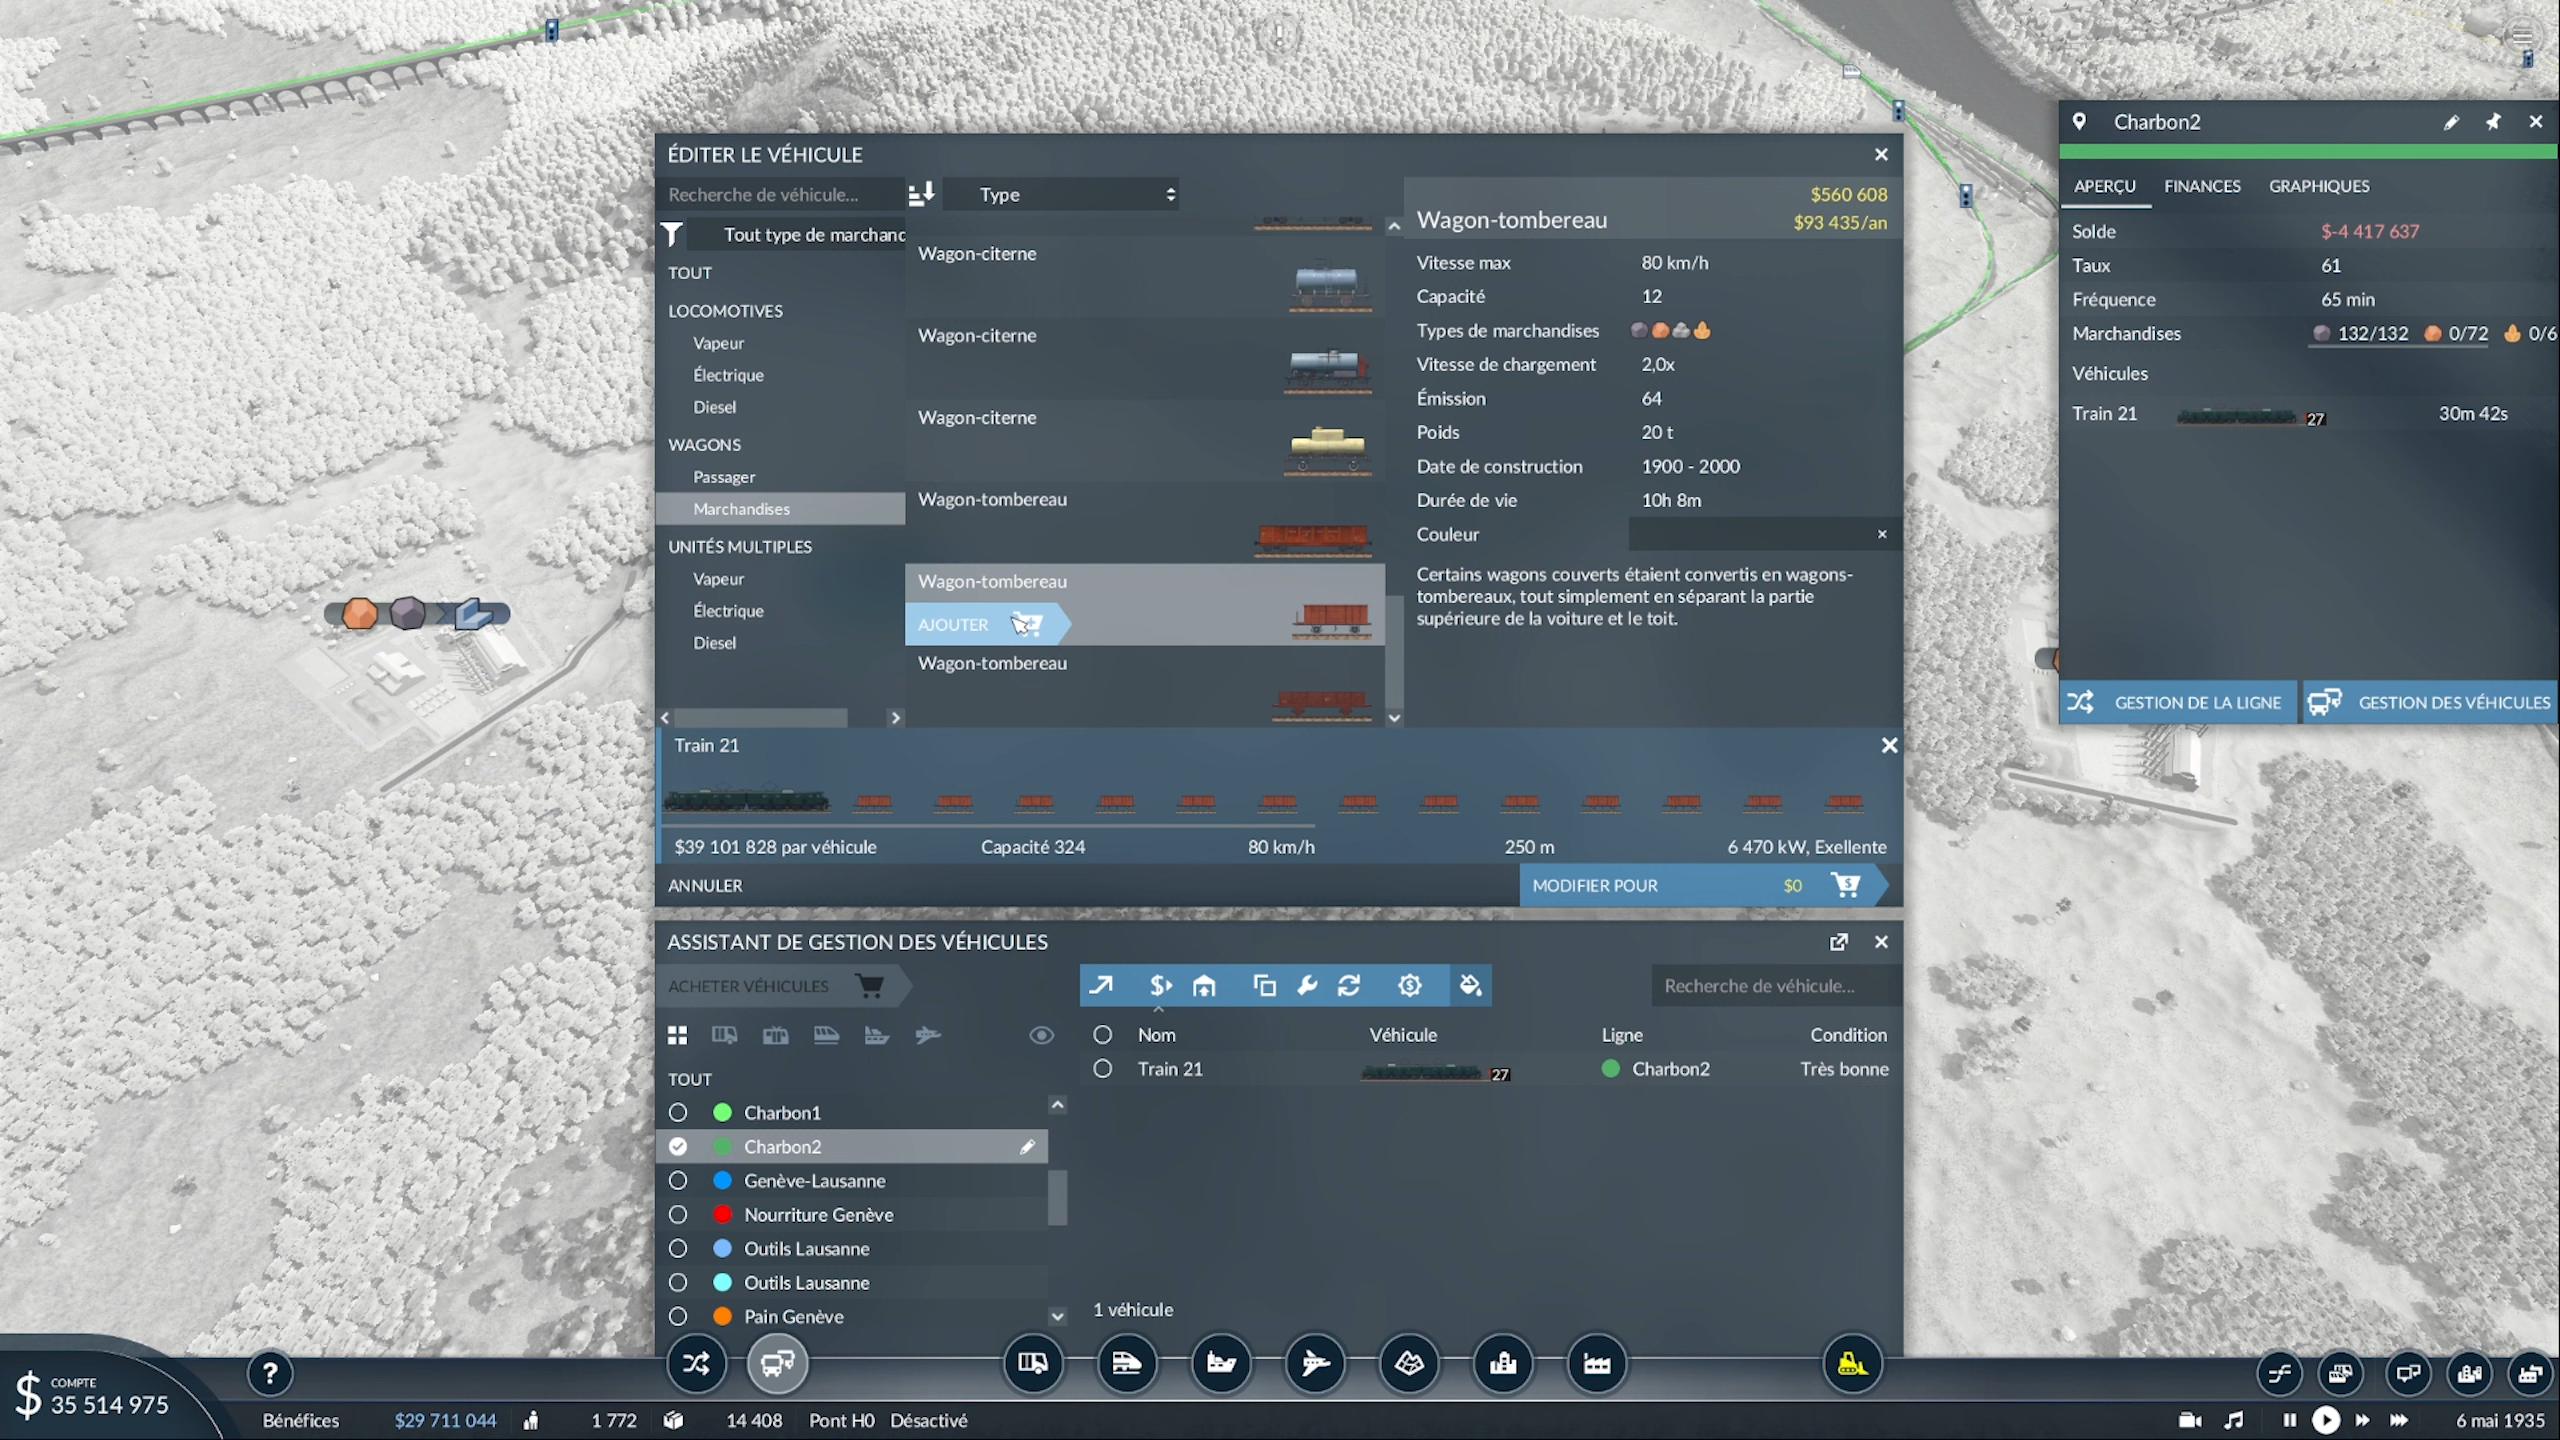 ÉDITER LE VÉHICULE
Recherche de véhicule...
Type
Tout type de marchand
TOUT
LOCOMOTIVES
Vapeur
Électrique
Diesel
WAGONS
Passager
Marchandises
UNITÉS MULTIPLES
Vapeur
Électrique
Diesel
Wagon-citerne
Wagon-citerne
Wagon-citerne
Wagon-tombereau
Wagon-tombereau
AJOUTER
Wagon-tombereau
$560 608
Wagon-tombereau
$93 435/an
Vitesse max 80 km/h
Capacité 12
Types de marchandises
Vitesse de chargement 2,0x
Émission 64
Poids 20 t
Date de construction 1900 - 2000
Durée de vie 10h 8m
Couleur
Certains wagons couverts étaient convertis en wagons-
tombereaux, tout simplement en séparant la partie
supérieure de la voiture et le toit.
Train 21
$39 101 828 par véhicule Capacité 324 80 km/h 250 m 6 470 kW, Exellente
ANNULER
MODIFIER POUR $0
ASSISTANT DE GESTION DES VÉHICULES
ACHETER VÉHICULES
Recherche de véhicule...
TOUT
Charbon1
Charbon2
Genève-Lausanne
Nourriture Genève
Outils Lausanne
Outils Lausanne
Pain Genève
Nom Véhicule Ligne Condition
Train 21 27 Charbon2 Très bonne
1 véhicule
Charbon2
APERÇU FINANCES GRAPHIQUES
Solde $-4 417 637
Taux 61
Fréquence 65 min
Marchandises 132/132 0/72 0/6
Véhicules
Train 21 27 30m 42s
GESTION DE LA LIGNE GESTION DES VÉHICULES
COMPTE
$ 35 514 975
?
Bénéfices $29 711 044 1 772 14 408 Pont H0 Désactivé
6 mai 1935